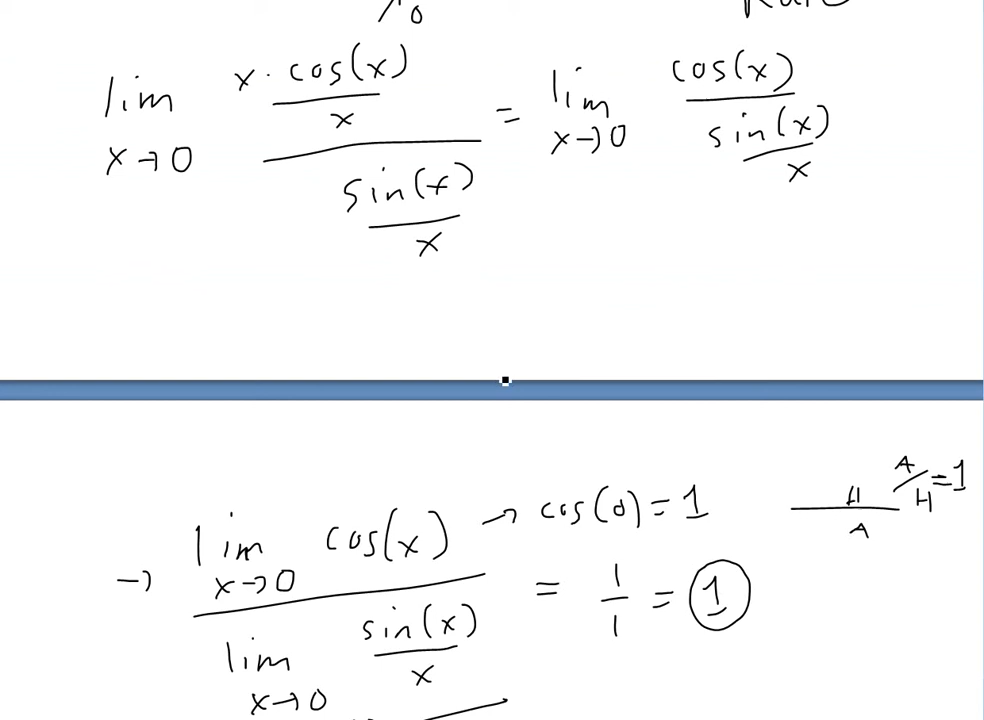 lim x→0 (x · cos(x) / x) / (sin(x) / x) = lim x→0 cos(x) / (sin(x) / x)
→ lim x→0 cos(x) / lim x→0 (sin(x) / x) = 1/1 = 1
→ cos(0) = 1
A/H = 1
H
A